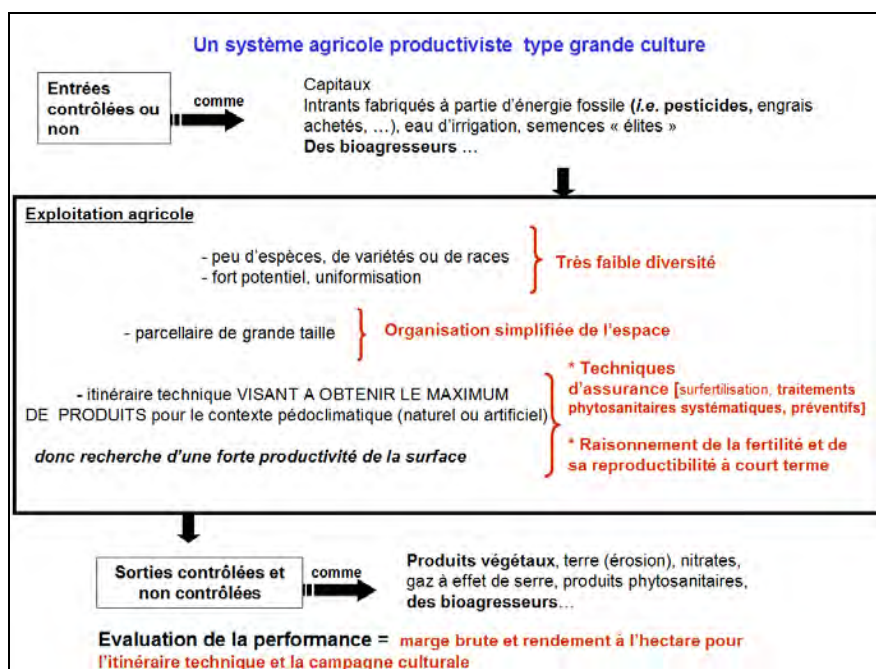 Un système agricole productiviste type grande culture
Entrées
contrôlées ou
non
comme
Capitaux
Intrants fabriqués à partie d'énergie fossile (i.e. pesticides, engrais
achetés, …), eau d'irrigation, semences « élites »
Des bioagresseurs …
Exploitation agricole
- peu d'espèces, de variétés ou de races
- fort potentiel, uniformisation
Très faible diversité
- parcellaire de grande taille
Organisation simplifiée de l'espace
- itinéraire technique VISANT A OBTENIR LE MAXIMUM
DE PRODUITS pour le contexte pédoclimatique (naturel ou artificiel)
donc recherche d'une forte productivité de la surface
* Techniques
d'assurance [surfertilisation, traitements
phytosanitaires systématiques, préventifs]
* Raisonnement de la fertilité et de
sa reproductibilité à court terme
Sorties contrôlées et
non contrôlées
comme
Produits végétaux, terre (érosion), nitrates,
gaz à effet de serre, produits phytosanitaires,
des bioagresseurs…
Evaluation de la performance = marge brute et rendement à l'hectare pour
l'itinéraire technique et la campagne culturale